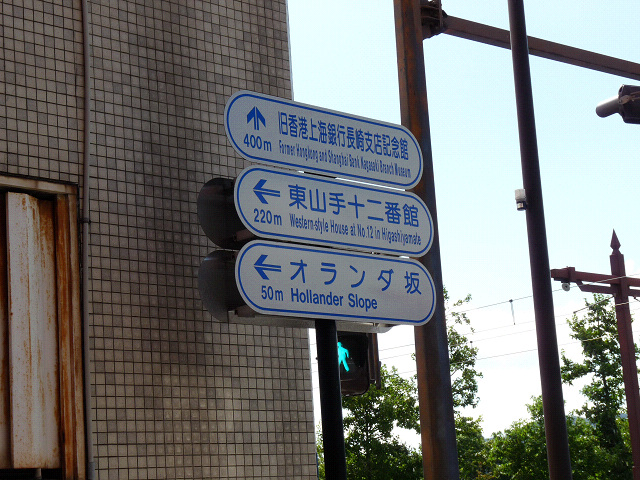 旧香港上海銀行長崎支店記念館
400m Former Hongkong and Shanghai Bank Nagasaki Branch Museum
東山手十二番館
220m Western-style House at No.12 in Higashiyamate
オランダ坂
50m Hollander Slope